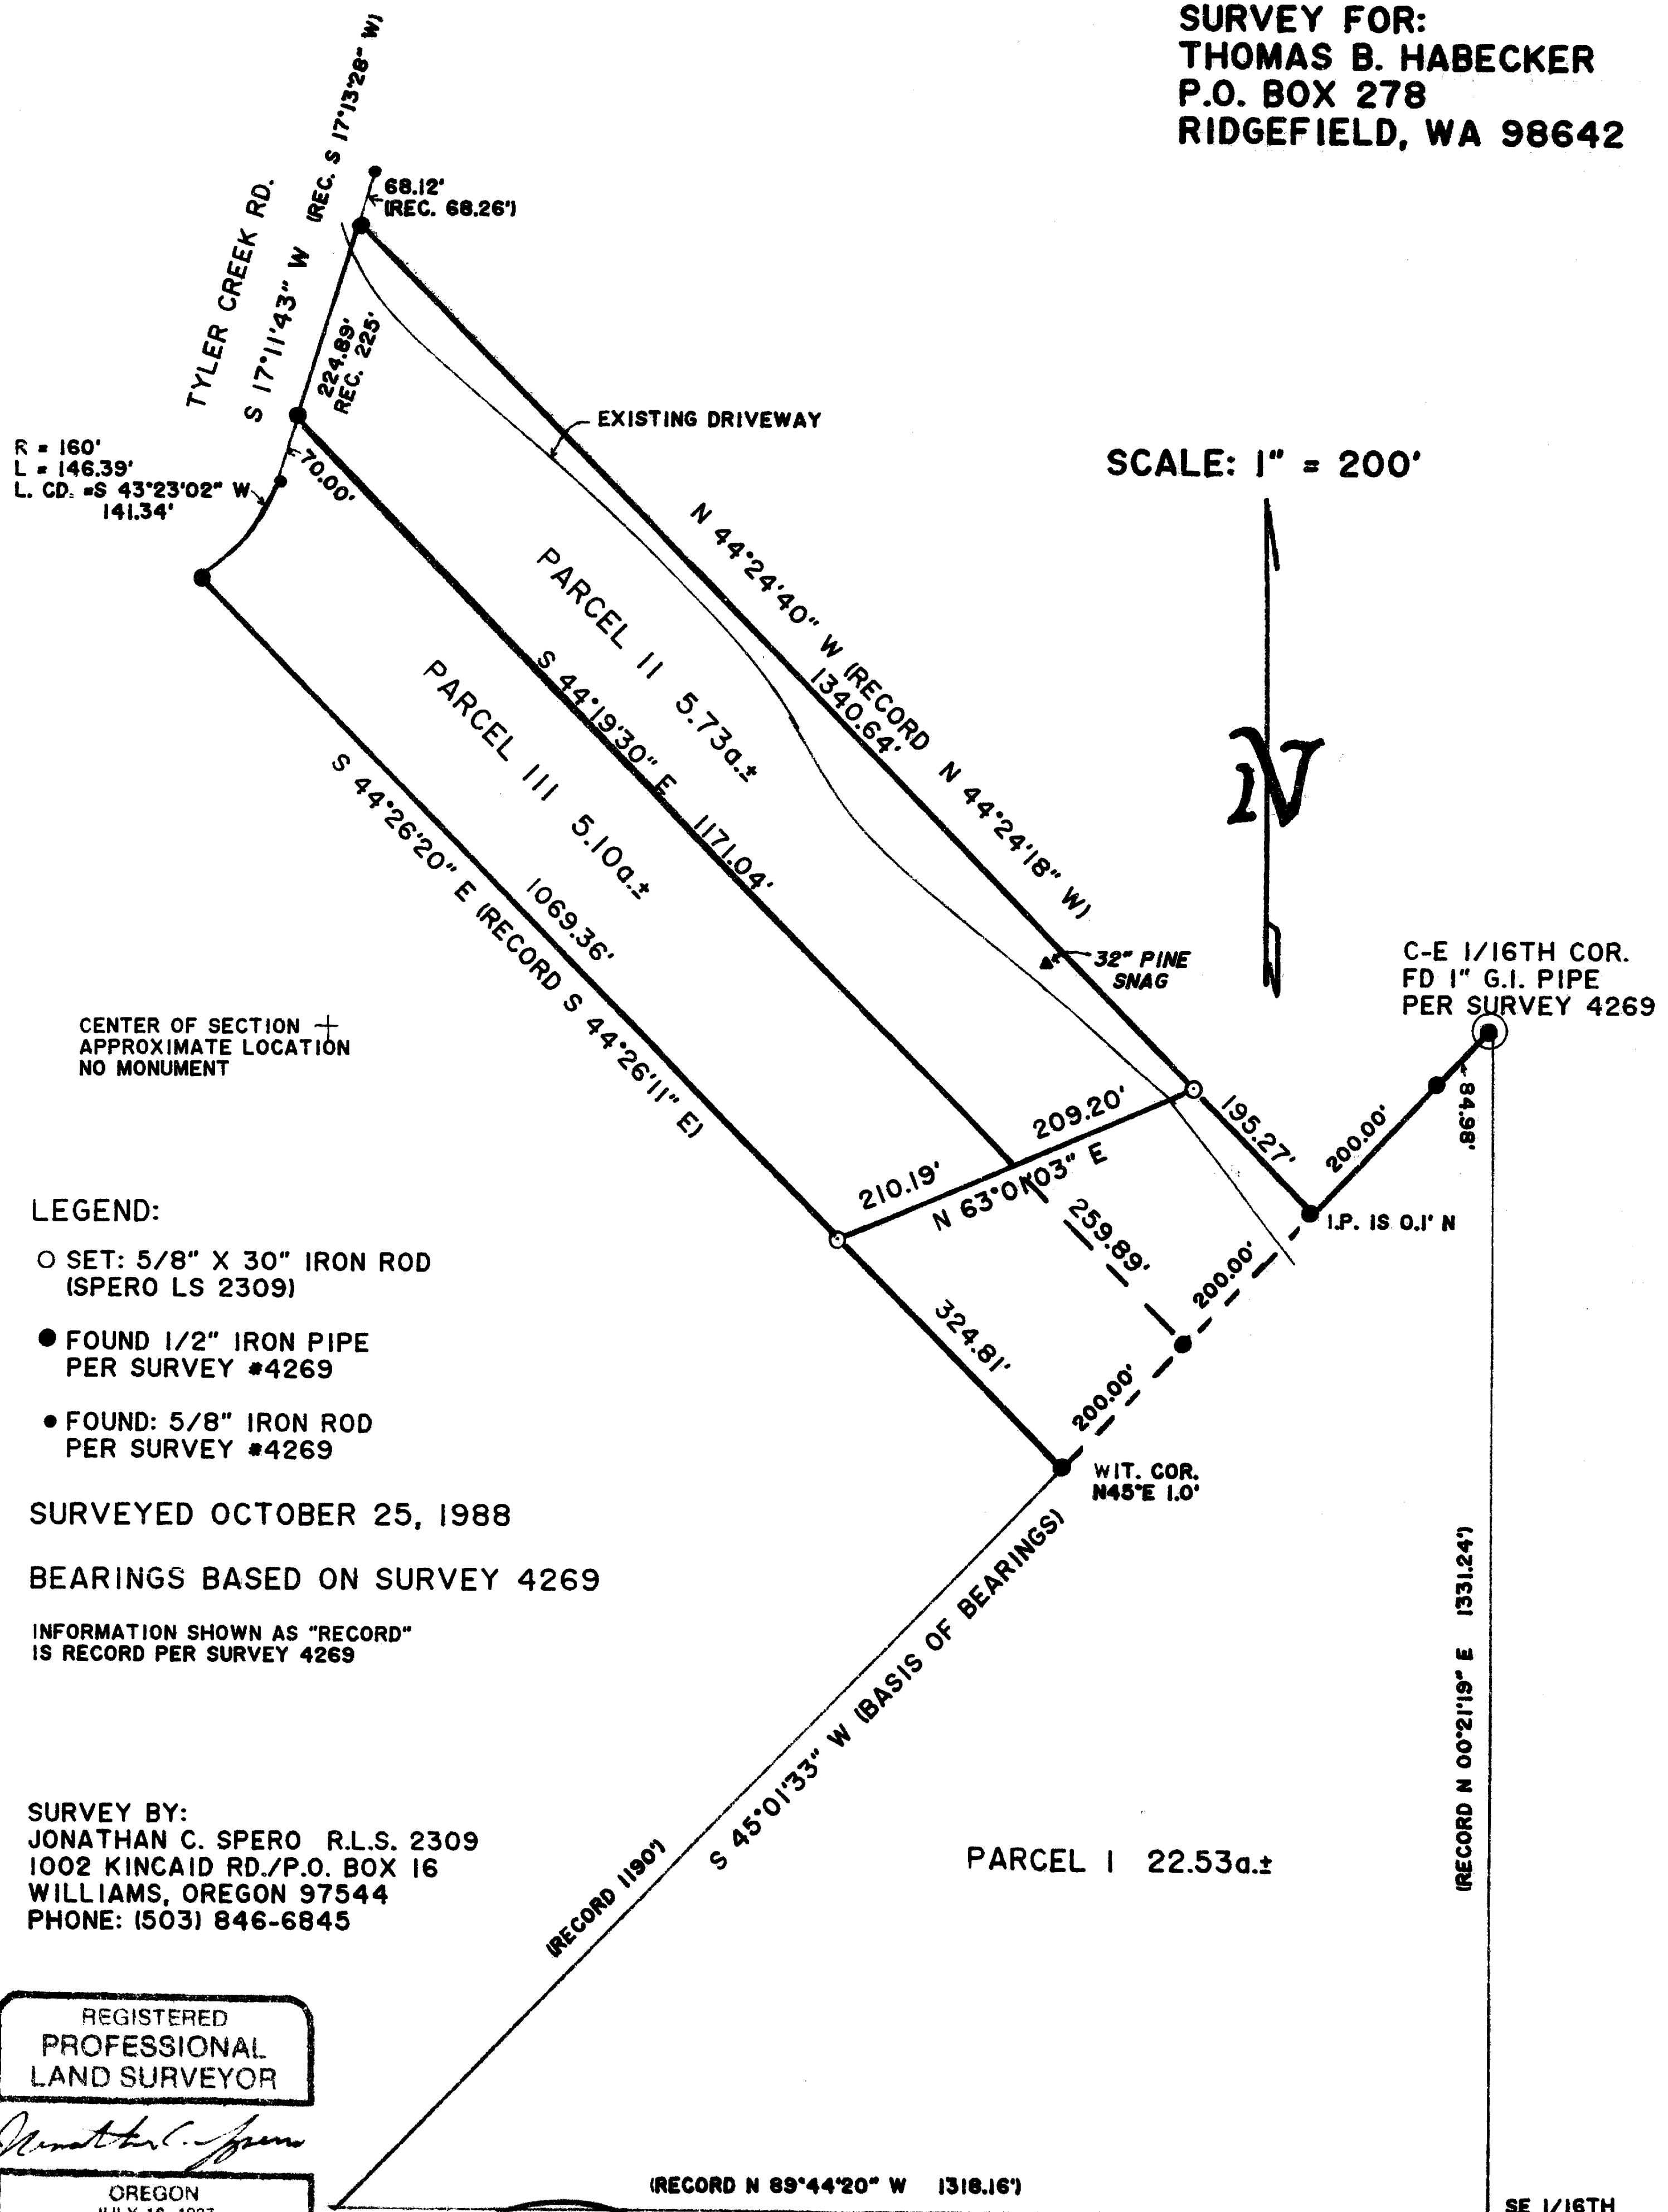 SURVEY FOR:
THOMAS B. HABECKER
P.O. BOX 278
RIDGEFIELD, WA 98642
TYLER CREEK RD.
S 17°11'43" W (REC. S 17°13'28" W)
68.12'
(REC. 68.26')
224.89'
REC. 225'
EXISTING DRIVEWAY
R = 160'
L = 146.39'
L. CD. = S 43°23'02" W
141.34'
70.00'
SCALE: 1" = 200'
N
N 44°24'40" W (RECORD N 44°24'18" W)
1340.64'
PARCEL II 5.73a.±
S 44°19'30" E 1171.04'
PARCEL III 5.10a.±
S 44°26'20" E (RECORD S 44°26'11" E)
1069.36'
32" PINE
SNAG
C-E 1/16TH COR.
FD 1" G.I. PIPE
PER SURVEY 4269
84.98'
200.00'
195.27'
I.P. IS 0.1' N
CENTER OF SECTION
APPROXIMATE LOCATION
NO MONUMENT
209.20'
210.19'
N 63°01'03" E
259.89'
200.00'
324.81'
200.00'
WIT. COR.
N45°E 1.0'
LEGEND:
SET: 5/8" X 30" IRON ROD
(SPERO LS 2309)
FOUND 1/2" IRON PIPE
PER SURVEY #4269
FOUND: 5/8" IRON ROD
PER SURVEY #4269
SURVEYED OCTOBER 25, 1988
BEARINGS BASED ON SURVEY 4269
INFORMATION SHOWN AS "RECORD"
IS RECORD PER SURVEY 4269
S 45°01'33" W (BASIS OF BEARINGS)
(RECORD 1190')
(RECORD N 00°21'19" E 1331.24')
PARCEL I 22.53a.±
SURVEY BY:
JONATHAN C. SPERO R.L.S. 2309
1002 KINCAID RD./P.O. BOX 16
WILLIAMS, OREGON 97544
PHONE: (503) 846-6845
REGISTERED
PROFESSIONAL
LAND SURVEYOR
Jonathan C. Spero
OREGON
(RECORD N 89°44'20" W 1318.16')
SE 1/16TH